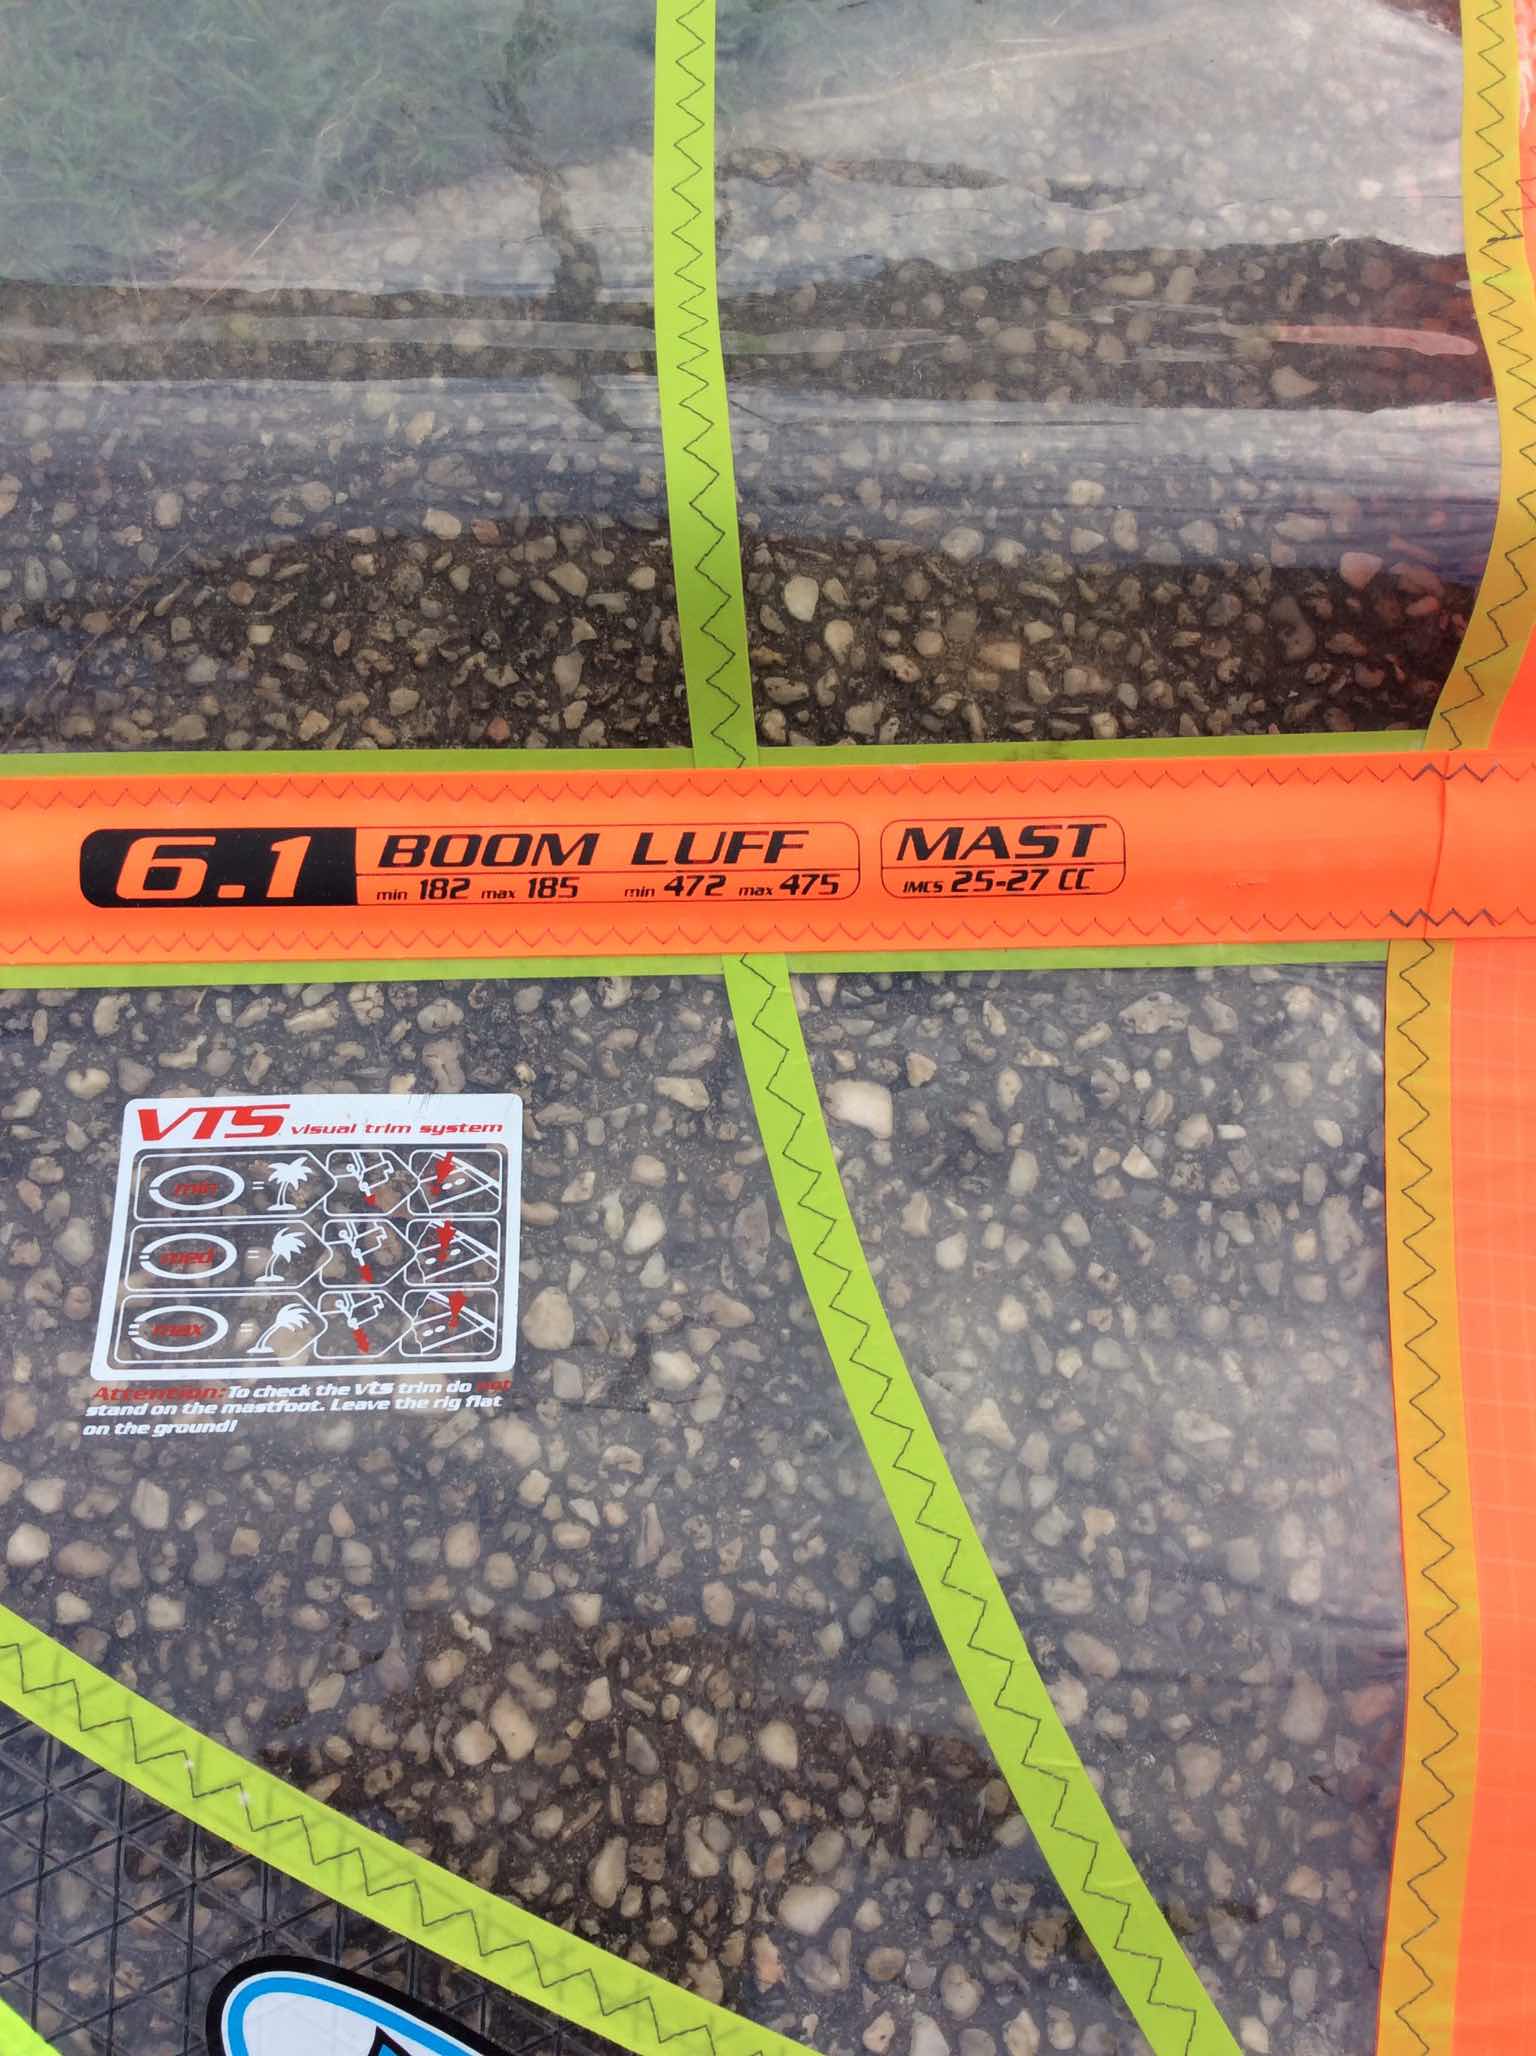 6.1 BOOM LUFF MAST
min 182 max 185 min 472 max 475 IMCS 25-27 CC
VTS visual trim system
min =
med =
max =
Attention: To check the VTS trim do not
stand on the mastfoot. Leave the rig flat
on the ground!